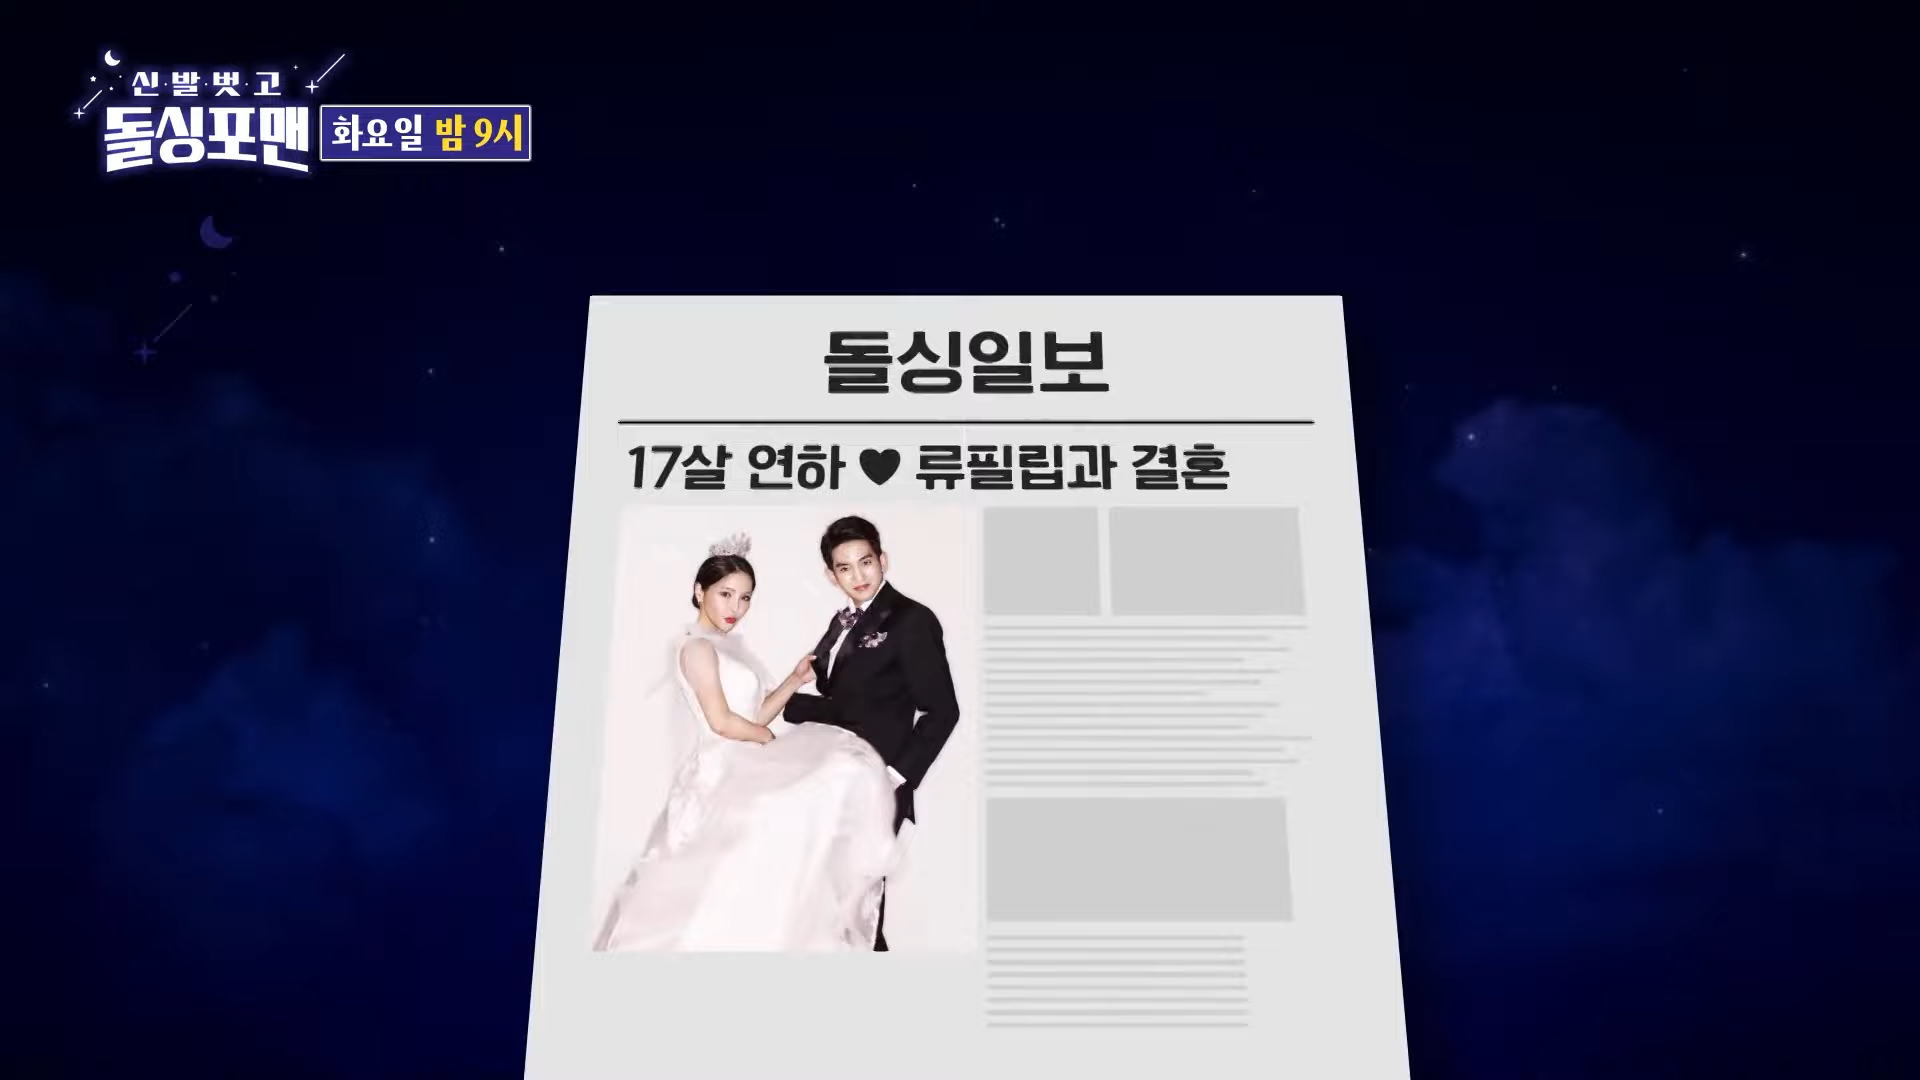 신·발·벗·고
돌싱포맨
화요일 밤 9시
돌싱일보
17살 연하 ♥ 류필립과 결혼